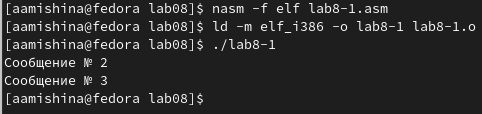 [aamishina@fedora lab08]$ nasm -f elf lab8-1.asm
[aamishina@fedora lab08]$ ld -m elf_i386 -o lab8-1 lab8-1.o
[aamishina@fedora lab08]$ ./lab8-1
Сообщение № 2
Сообщение № 3
[aamishina@fedora lab08]$